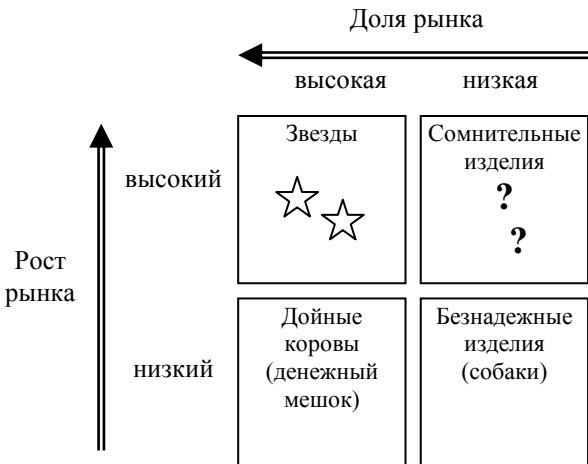 Доля рынка
высокая низкая
Звезды
Сомнительные
изделия
?
?
высокий
Рост
рынка
Дойные
коровы
(денежный
мешок)
Безнадежные
изделия
(собаки)
низкий